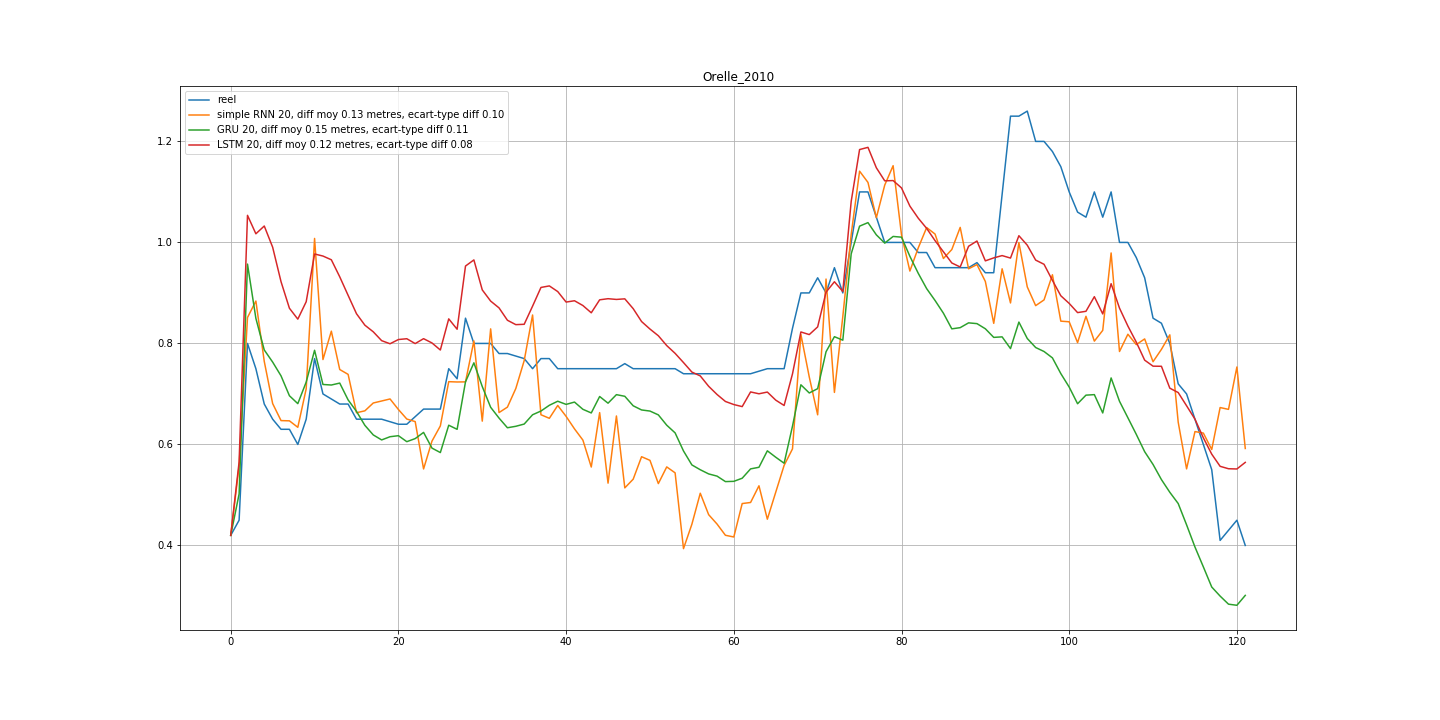 Orelle_2010
reel
simple RNN 20, diff moy 0.13 metres, ecart-type diff 0.10
GRU 20, diff moy 0.15 metres, ecart-type diff 0.11
LSTM 20, diff moy 0.12 metres, ecart-type diff 0.08
1.2
1.0
0.8
0.6
0.4
0 20 40 60 80 100 120